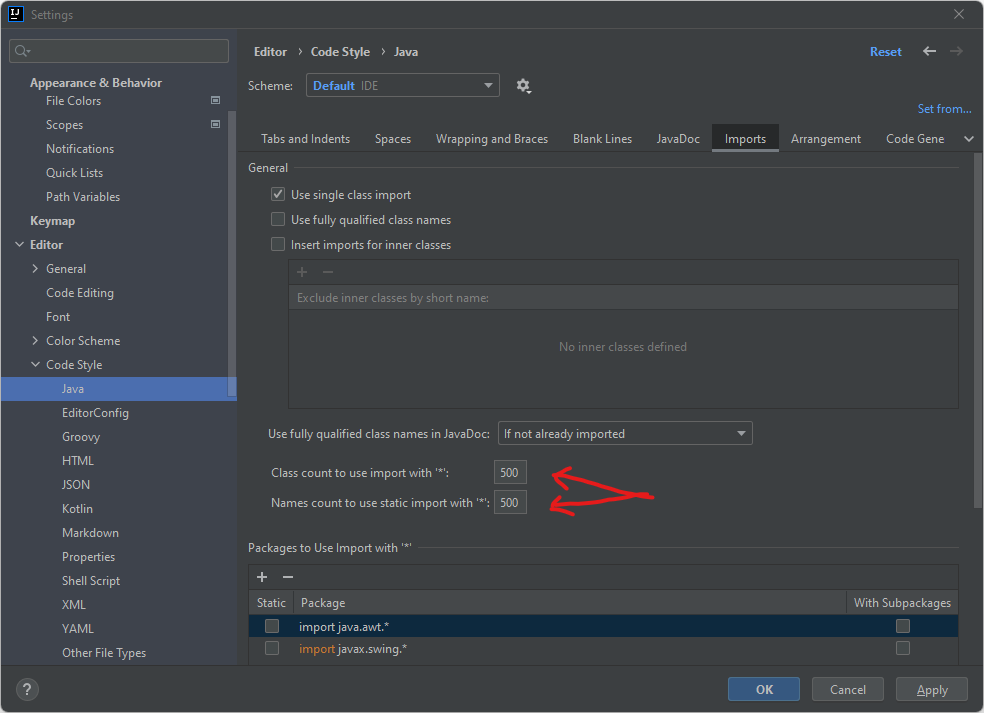 IJ
Settings
Editor › Code Style › Java
Reset
Scheme: Default IDE
Set from...
Appearance & Behavior
File Colors
Scopes
Notifications
Quick Lists
Path Variables
Keymap
Editor
General
Code Editing
Font
Color Scheme
Code Style
Java
EditorConfig
Groovy
HTML
JSON
Kotlin
Markdown
Properties
Shell Script
XML
YAML
Other File Types
Tabs and Indents Spaces Wrapping and Braces Blank Lines JavaDoc Imports Arrangement Code Gene
General
Use single class import
Use fully qualified class names
Insert imports for inner classes
Exclude inner classes by short name:
No inner classes defined
Use fully qualified class names in JavaDoc: If not already imported
Class count to use import with '*': 500
Names count to use static import with '*': 500
Packages to Use Import with '*'
Static Package With Subpackages
import java.awt.*
import javax.swing.*
?
OK Cancel Apply